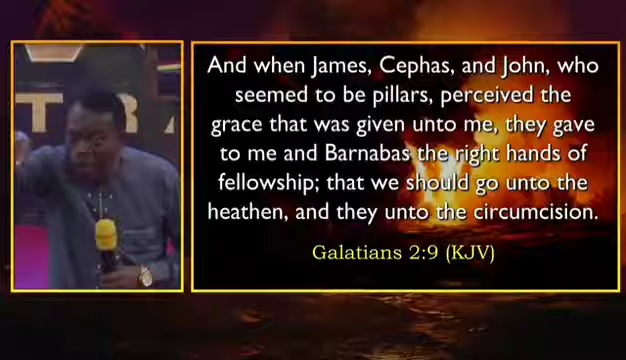 TRA
And when James, Cephas, and John, who
seemed to be pillars, perceived the
grace that was given unto me, they gave
to me and Barnabas the right hands of
fellowship; that we should go unto the
heathen, and they unto the circumcision.
Galatians 2:9 (KJV)